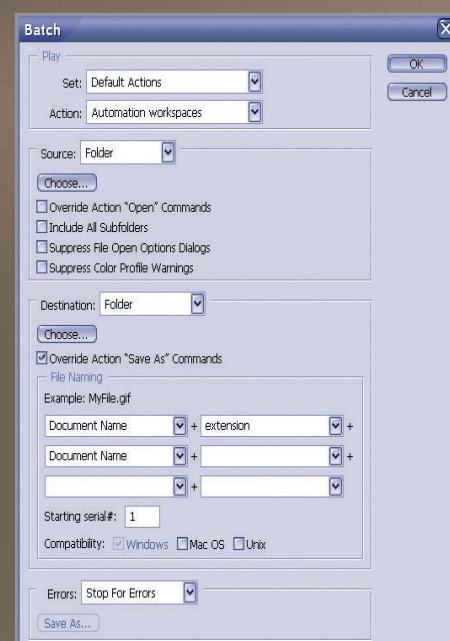 Batch
Play
Set: Default Actions
Action: Automation workspaces
OK
Cancel
Source: Folder
Choose...
Override Action "Open" Commands
Include All Subfolders
Suppress File Open Options Dialogs
Suppress Color Profile Warnings
Destination: Folder
Choose...
Override Action "Save As" Commands
File Naming
Example: MyFile.gif
Document Name + extension +
Document Name + +
+
Starting serial#: 1
Compatibility: Windows Mac OS Unix
Errors: Stop For Errors
Save As...